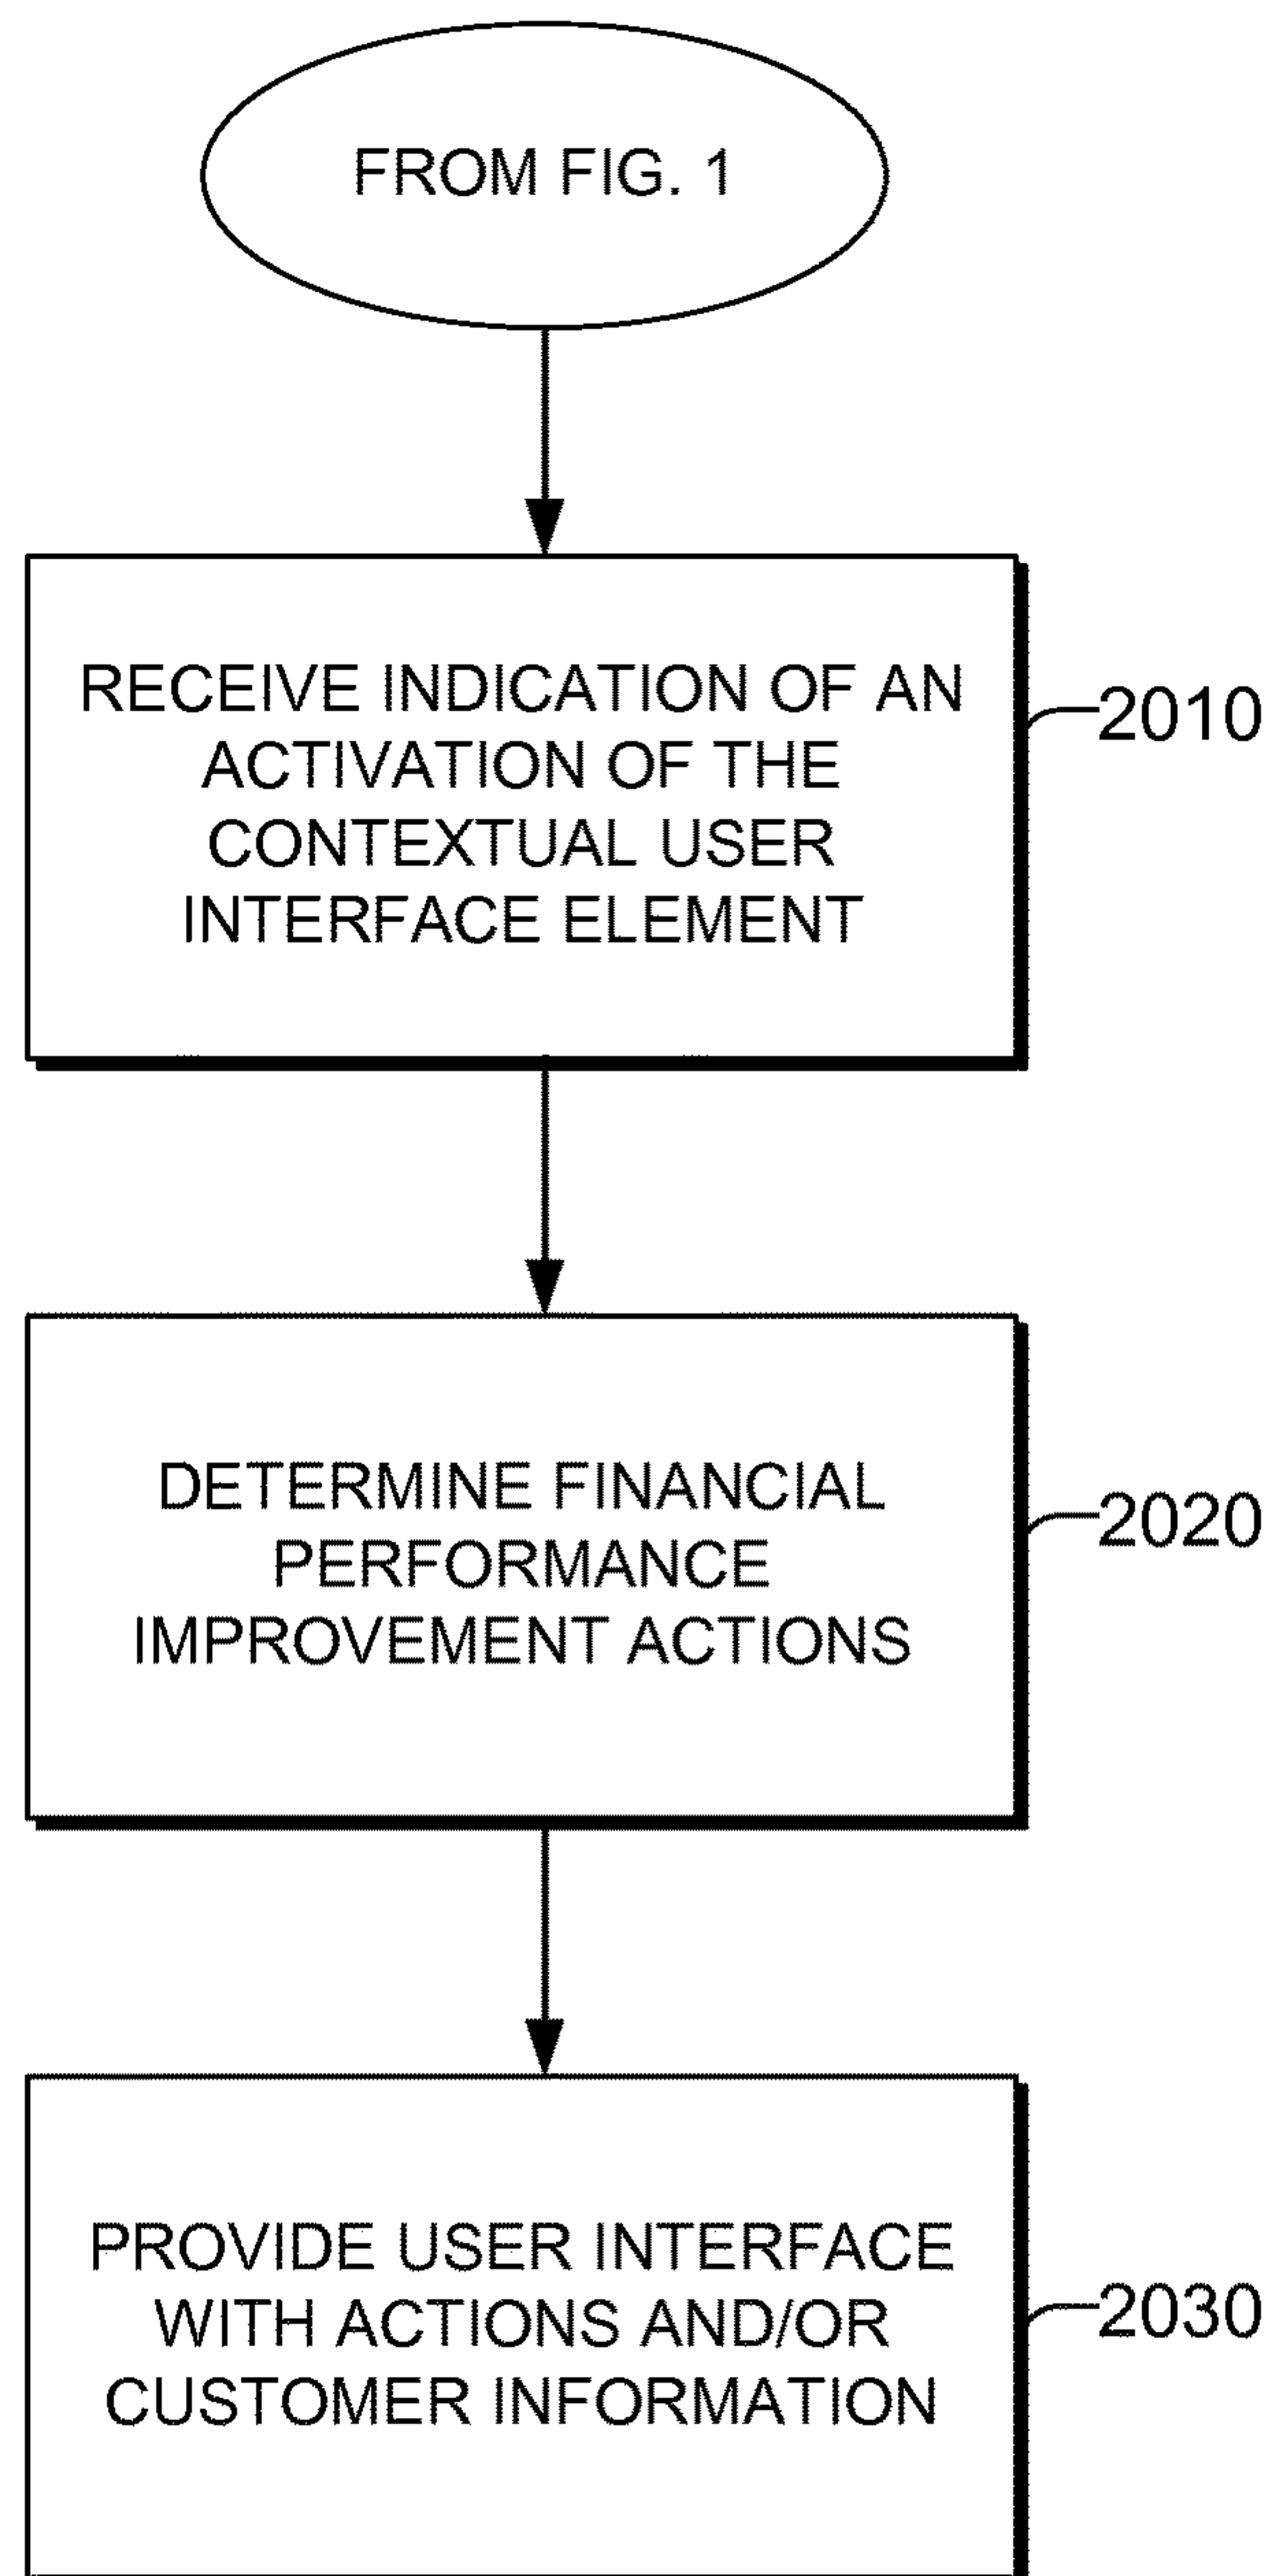 FROM FIG. 1
RECEIVE INDICATION OF AN
ACTIVATION OF THE
CONTEXTUAL USER
INTERFACE ELEMENT
2010
DETERMINE FINANCIAL
PERFORMANCE
IMPROVEMENT ACTIONS
2020
PROVIDE USER INTERFACE
WITH ACTIONS AND/OR
CUSTOMER INFORMATION
2030